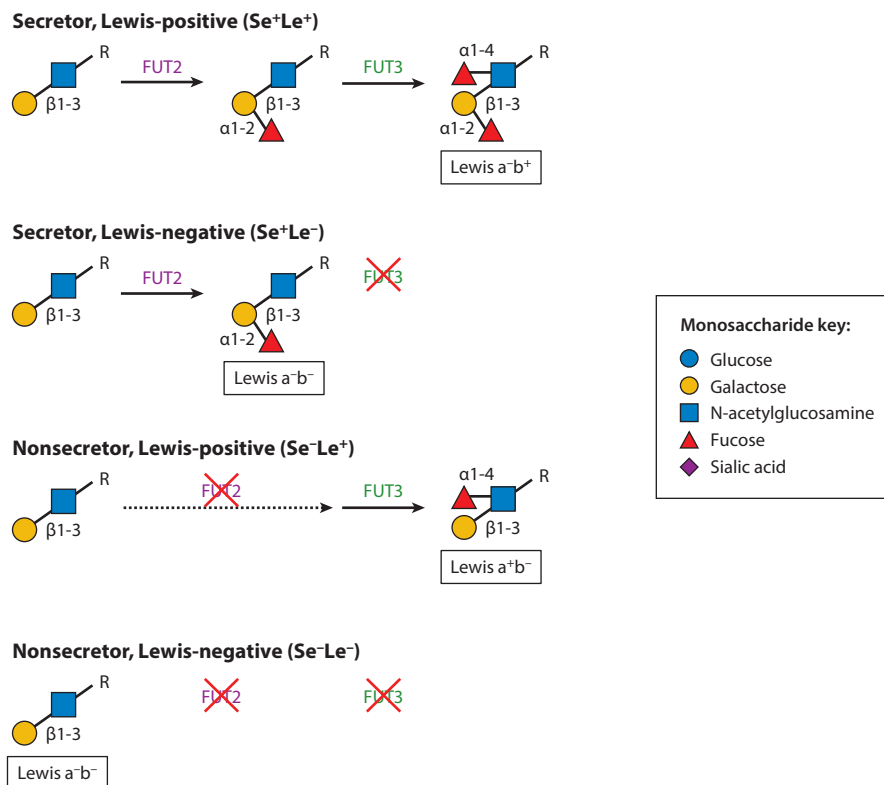 Secretor, Lewis-positive (Se⁺Le⁺)
R FUT2 R FUT3 α1-4 R
β1-3 β1-3 β1-3
α1-2 α1-2
Lewis a⁻b⁺
Secretor, Lewis-negative (Se⁺Le⁻)
R FUT2 R FUT3
β1-3 β1-3
α1-2
Lewis a⁻b⁻
Nonsecretor, Lewis-positive (Se⁻Le⁺)
R FUT2 FUT3 α1-4 R
β1-3 β1-3
Lewis a⁺b⁻
Nonsecretor, Lewis-negative (Se⁻Le⁻)
R FUT2 FUT3
β1-3
Lewis a⁻b⁻
Monosaccharide key:
Glucose
Galactose
N-acetylglucosamine
Fucose
Sialic acid